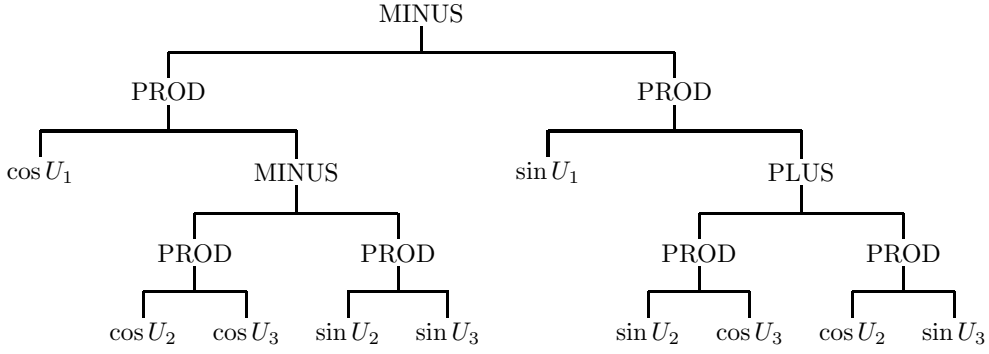 MINUS
PROD PROD
cos U₁ MINUS sin U₁ PLUS
PROD PROD PROD PROD
cos U₂ cos U₃ sin U₂ sin U₃ sin U₂ cos U₃ cos U₂ sin U₃